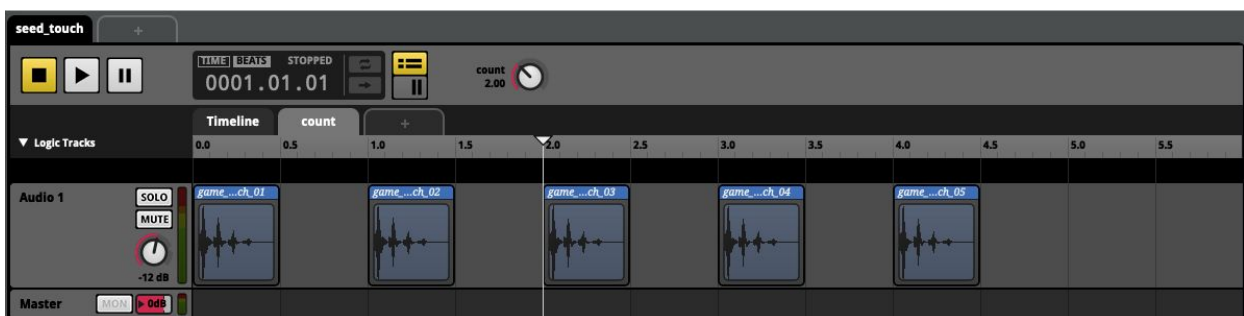 seed_touch +
TIME BEATS STOPPED
0001.01.01
count
2.00
Timeline count +
Logic Tracks
0.0 0.5 1.0 1.5 2.0 2.5 3.0 3.5 4.0 4.5 5.0 5.5
Audio 1 SOLO
MUTE
-12 dB
game_...ch_01 game_...ch_02 game_...ch_03 game_...ch_04 game_...ch_05
Master MON 0dB